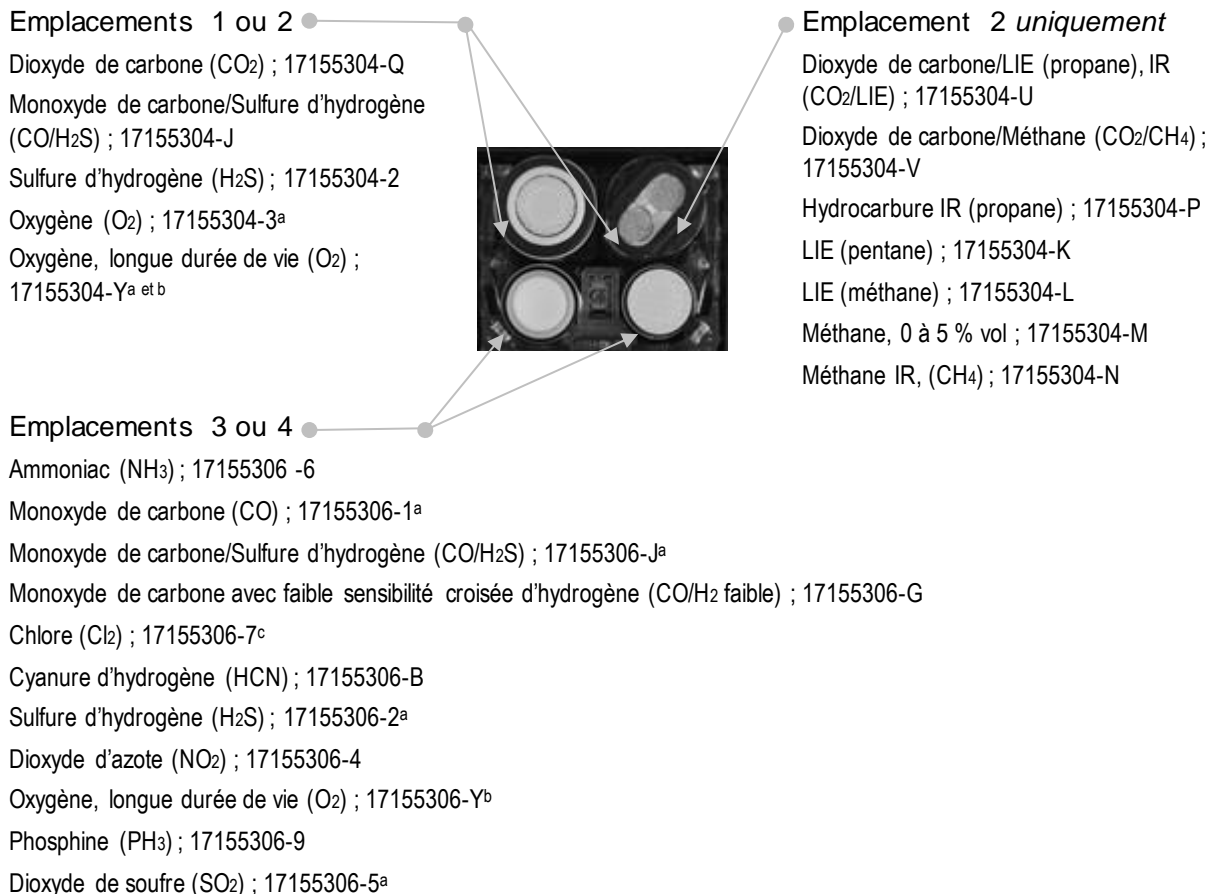 Emplacements 1 ou 2
Dioxyde de carbone (CO2) ; 17155304-Q
Monoxyde de carbone/Sulfure d’hydrogène
(CO/H2S) ; 17155304-J
Sulfure d’hydrogène (H2S) ; 17155304-2
Oxygène (O2) ; 17155304-3a
Oxygène, longue durée de vie (O2) ;
17155304-Ya et b
Emplacement 2 uniquement
Dioxyde de carbone/LIE (propane), IR
(CO2/LIE) ; 17155304-U
Dioxyde de carbone/Méthane (CO2/CH4) ;
17155304-V
Hydrocarbure IR (propane) ; 17155304-P
LIE (pentane) ; 17155304-K
LIE (méthane) ; 17155304-L
Méthane, 0 à 5 % vol ; 17155304-M
Méthane IR, (CH4) ; 17155304-N
Emplacements 3 ou 4
Ammoniac (NH3) ; 17155306 -6
Monoxyde de carbone (CO) ; 17155306-1a
Monoxyde de carbone/Sulfure d’hydrogène (CO/H2S) ; 17155306-Ja
Monoxyde de carbone avec faible sensibilité croisée d’hydrogène (CO/H2 faible) ; 17155306-G
Chlore (Cl2) ; 17155306-7c
Cyanure d’hydrogène (HCN) ; 17155306-B
Sulfure d’hydrogène (H2S) ; 17155306-2a
Dioxyde d’azote (NO2) ; 17155306-4
Oxygène, longue durée de vie (O2) ; 17155306-Yb
Phosphine (PH3) ; 17155306-9
Dioxyde de soufre (SO2) ; 17155306-5a